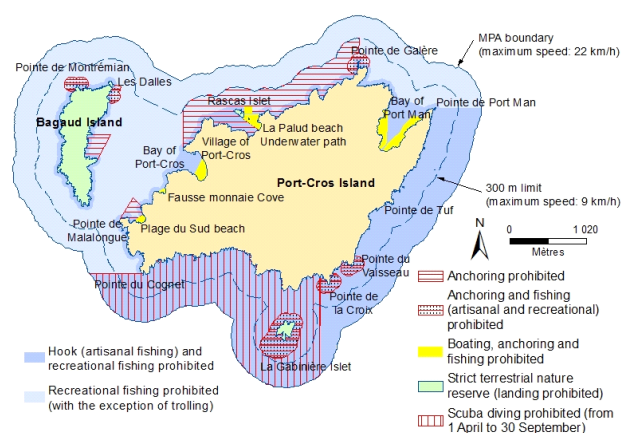 MPA boundary
(maximum speed: 22 km/h)
Pointe de Galère
Pointe de Montrémian
Les Dalles
Rascas Islet
Bay of
Port Man
Pointe de Port Man
Bagaud Island
La Palud beach
Underwater path
Village of
Port-Cros
Bay of
Port-Cros
Port-Cros Island
300 m limit
(maximum speed: 9 km/h)
Fausse monnaie Cove
Pointe de Tuf
Pointe de
Malalongue
Plage du Sud beach
N
0 1 020
Mètres
Pointe du
Vaisseau
Pointe du Cognet
Pointe de
la Croix
La Gabinière Islet
Anchoring prohibited
Anchoring and fishing
(artisanal and recreational)
prohibited
Boating, anchoring and
fishing prohibited
Strict terrestrial nature
reserve (landing prohibited)
Scuba diving prohibited (from
1 April to 30 September)
Hook (artisanal fishing) and
recreational fishing prohibited
Recreational fishing prohibited
(with the exception of trolling)